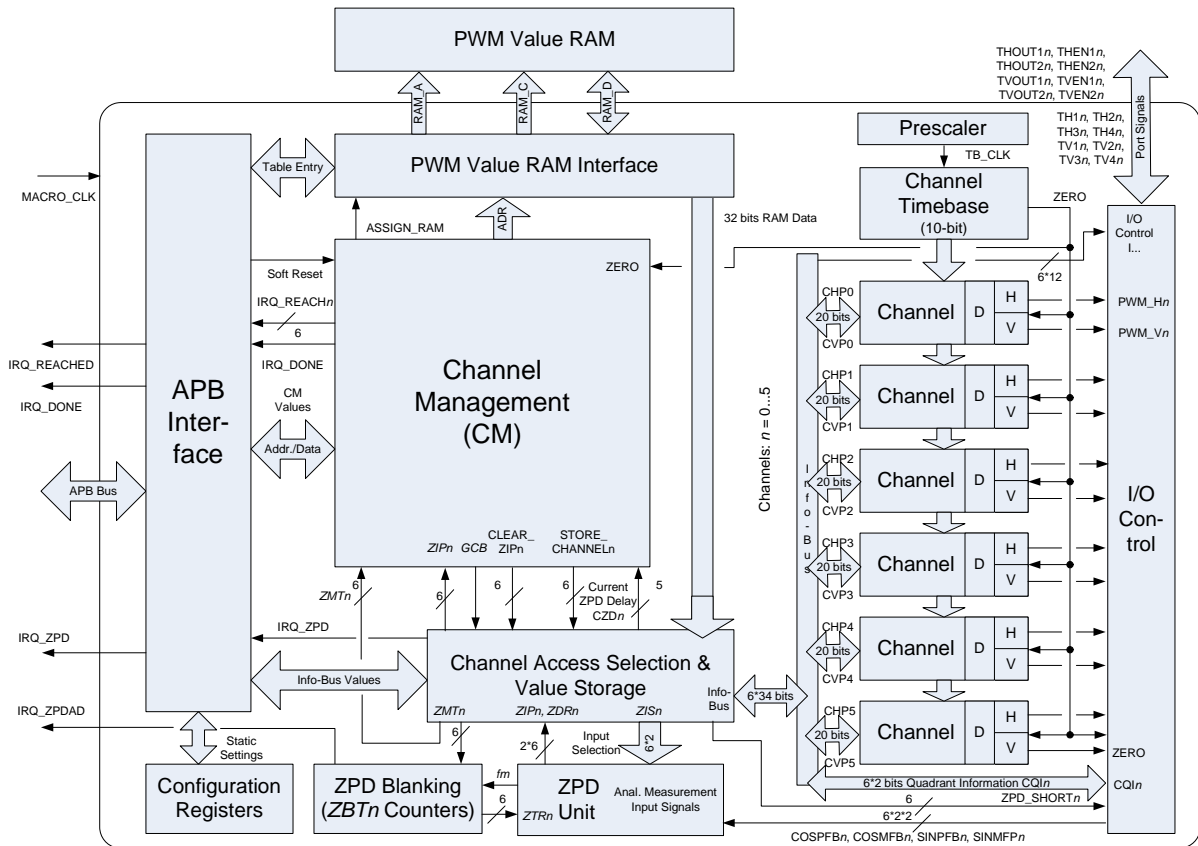 PWM Value RAM
THOUT1n, THEN1n,
THOUT2n, THEN2n,
TVOUT1n, TVEN1n,
TVOUT2n, TVEN2n
RAM_A
RAM_C
RAM_D
Port Signals
TH1n, TH2n,
TH3n, TH4n,
TV1n, TV2n,
TV3n, TV4n
Prescaler
TB_CLK
PWM Value RAM Interface
Table Entry
MACRO_CLK
Channel
Timebase
(10-bit)
ZERO
ASSIGN_RAM
ADR
32 bits RAM Data
I/O
Control
I...
ZERO
Soft Reset
6*12
IRQ_REACHn
6
CHP0
20 bits
CVP0
Channel
D
H
V
PWM_Hn
PWM_Vn
IRQ_REACHED
IRQ_DONE
IRQ_DONE
APB
Inter-
face
CM
Values
Addr./Data
Channel
Management
(CM)
CHP1
20 bits
CVP1
Channel
D
H
V
Channels: n = 0...5
Info-Bus
CHP2
20 bits
CVP2
Channel
D
H
V
APB Bus
I/O
Con-
trol
ZIPn
GCB
CLEAR_
ZIPn
STORE_
CHANNELn
CHP3
20 bits
CVP3
Channel
D
H
V
ZMTn
6
6
6
6
Current
ZPD Delay
CZDn
5
IRQ_ZPD
IRQ_ZPD
CHP4
20 bits
CVP4
Channel
D
H
V
Info-Bus Values
Channel Access Selection &
Value Storage
Info-
Bus
6*34 bits
ZMTn
ZIPn, ZDRn
ZISn
IRQ_ZPDAD
CHP5
20 bits
CVP5
Channel
D
H
V
ZERO
Static
Settings
6
2*6
Input
Selection
6*2
Configuration
Registers
ZPD Blanking
(ZBTn Counters)
fm
6
ZTRn
ZPD
Unit
Anal. Measurement
Input Signals
6*2 bits Quadrant Information CQIn
CQIn
6
ZPD_SHORTn
6*2*2
COSPFBn, COSMFBn, SINPFBn, SINMFPn